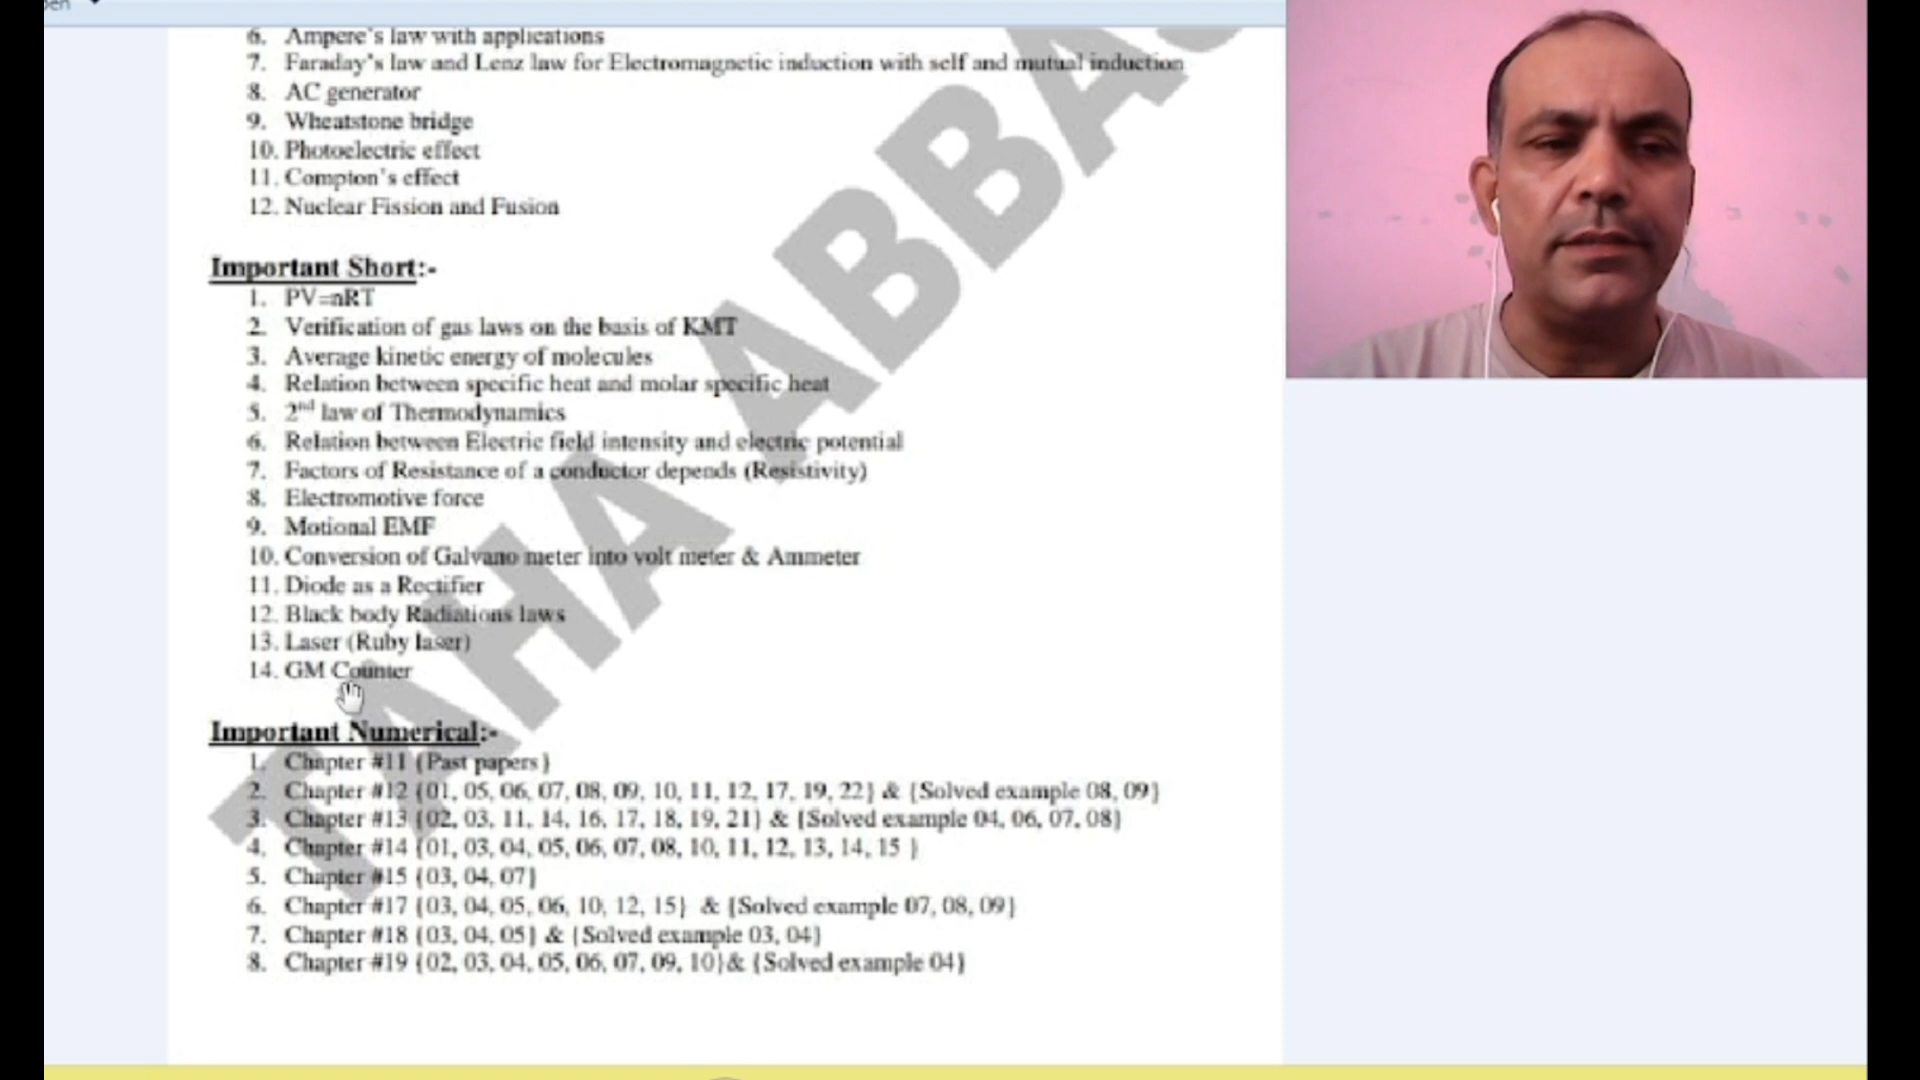 6. Ampere's law with applications
7. Faraday's law and Lenz law for Electromagnetic induction with self and mutual induction
8. AC generator
9. Wheatstone bridge
10. Photoelectric effect
11. Compton's effect
12. Nuclear Fission and Fusion
Important Short:-
1. PV=nRT
2. Verification of gas laws on the basis of KMT
3. Average kinetic energy of molecules
4. Relation between specific heat and molar specific heat
5. 2nd law of Thermodynamics
6. Relation between Electric field intensity and electric potential
7. Factors of Resistance of a conductor depends (Resistivity)
8. Electromotive force
9. Motional EMF
10. Conversion of Galvano meter into volt meter & Ammeter
11. Diode as a Rectifier
12. Black body Radiations laws
13. Laser (Ruby laser)
14. GM Counter
Important Numerical:-
1. Chapter #11 {Past papers}
2. Chapter #12 {01, 05, 06, 07, 08, 09, 10, 11, 12, 17, 19, 22} & {Solved example 08, 09}
3. Chapter #13 {02, 03, 11, 14, 16, 17, 18, 19, 21} & {Solved example 04, 06, 07, 08}
4. Chapter #14 {01, 03, 04, 05, 06, 07, 08, 10, 11, 12, 13, 14, 15 }
5. Chapter #15 {03, 04, 07}
6. Chapter #17 {03, 04, 05, 06, 10, 12, 15} & {Solved example 07, 08, 09}
7. Chapter #18 {03, 04, 05} & {Solved example 03, 04}
8. Chapter #19 {02, 03, 04, 05, 06, 07, 09, 10}& {Solved example 04}
TAHA ABBAS